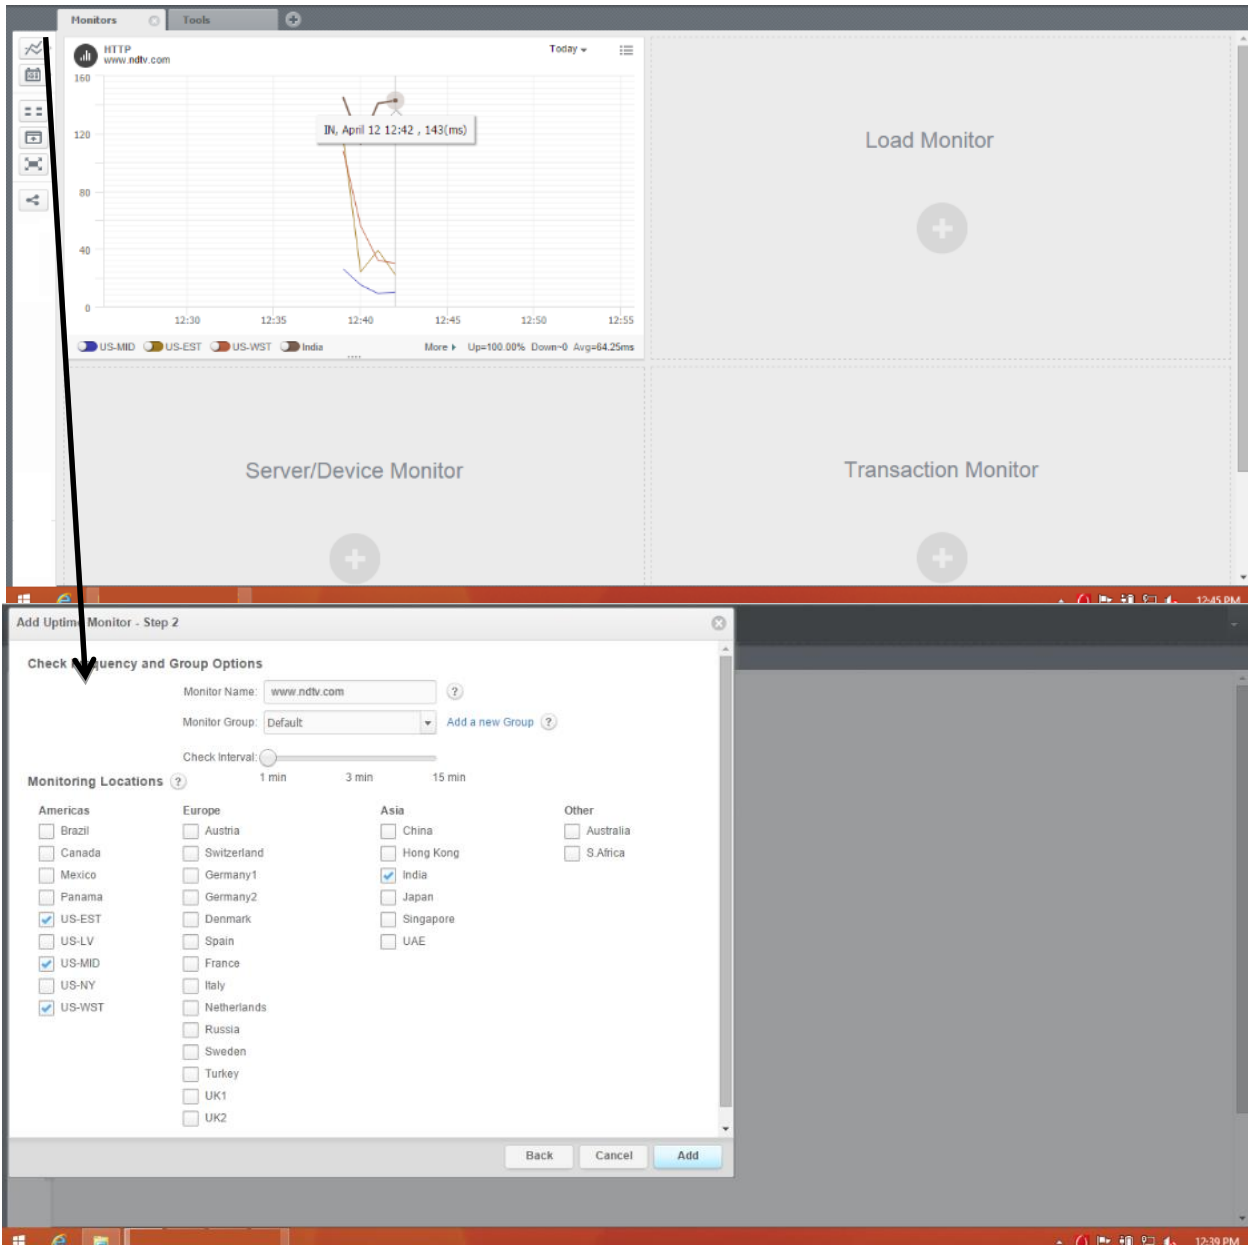 Monitors
Tools
HTTP
www.ndtv.com
Today
160
120
80
40
0
IN, April 12 12:42 , 143(ms)
12:30 12:35 12:40 12:45 12:50 12:55
US-MID US-EST US-WST India More Up=100.00% Down~0 Avg=64.25ms
Load Monitor
Server/Device Monitor
Transaction Monitor
12:45 PM
Add Uptime Monitor - Step 2
Check Frequency and Group Options
Monitor Name: www.ndtv.com ?
Monitor Group: Default Add a new Group ?
Check Interval:
1 min 3 min 15 min
Monitoring Locations ?
Americas Europe Asia Other
Brazil Austria China Australia
Canada Switzerland Hong Kong S.Africa
Mexico Germany1 India
Panama Germany2 Japan
US-EST Denmark Singapore
US-LV Spain UAE
US-MID France
US-NY Italy
US-WST Netherlands
Russia
Sweden
Turkey
UK1
UK2
Back Cancel Add
12:39 PM